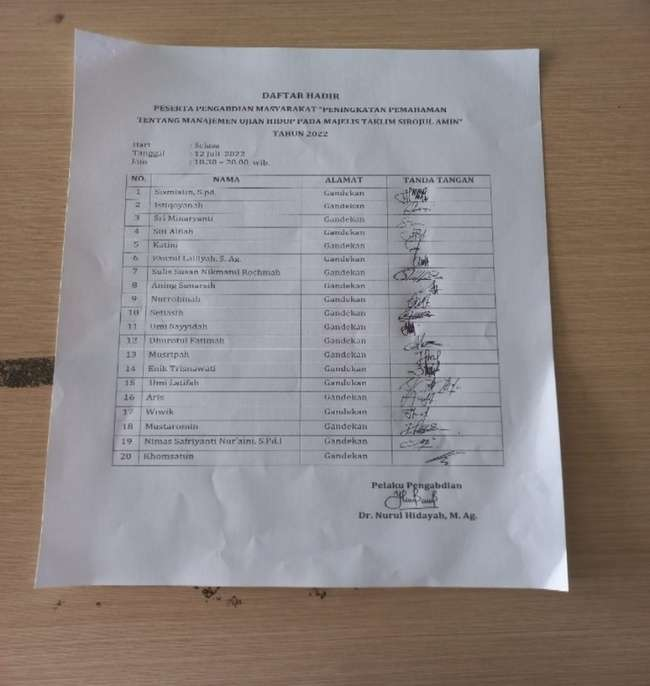 DAFTAR HADIR
PESERTA PENGABDIAN MASYARAKAT "PENINGKATAN PEMAHAMAN
TENTANG MANAJEMEN UJIAN HIDUP PADA MAJELIS TAKLIM SIROJUL AMIN"
TAHUN 2022
Hari : Selasa
Tanggal : 12 Juli 2022
Jam : 18.30 – 20.00 wib.
NO. NAMA ALAMAT TANDA TANGAN
1 Sismiatin, S.pd. Gandekan
2 Istiqoyanah Gandekan
3 Sri Minaryanti Gandekan
4 Siti Alfiah Gandekan
5 Katini Gandekan
6 Lailiyah, S. Ag. Gandekan
7 Sulis Susan Nikmatul Rochmah Gandekan
8 Aning Sunarsih Gandekan
9 Nurrohmah Gandekan
10 Setiasih Gandekan
11 Umi Sayyidah Gandekan
12 Dhurotul Fatimah Gandekan
13 Musripah Gandekan
14 Enik Trisnawati Gandekan
15 Umi Latifah Gandekan
16 Aris Gandekan
17 Wiwik Gandekan
18 Mustaromin Gandekan
19 Nimas Safriyanti Nur'aini, S.Pd.I Gandekan
20 Khomsatun Gandekan
Pelaku Pengabdian
Dr. Nurul Hidayah, M. Ag.